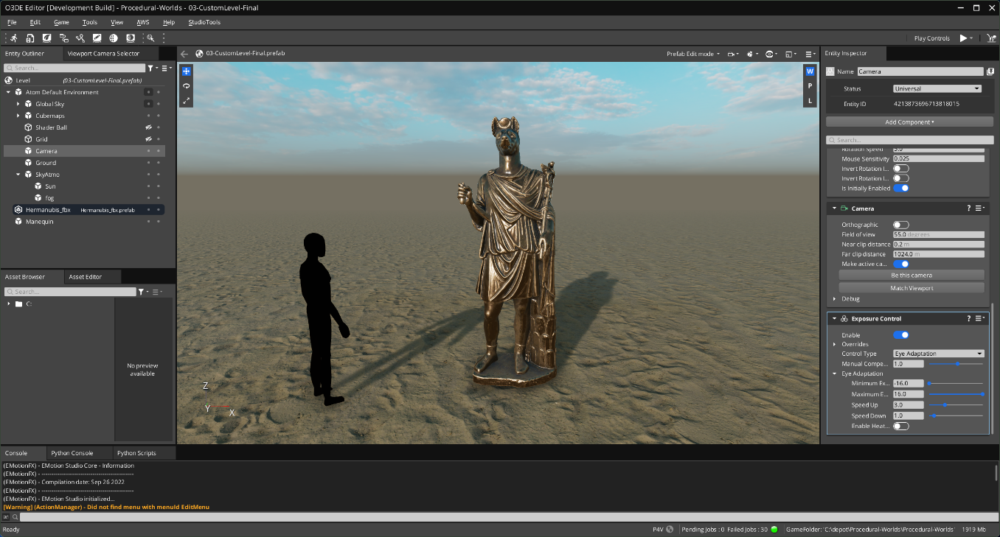 O3DE Editor [Development Build] - Procedural-Worlds - 03-CustomLevel-Final
File Edit Game Tools View AWS Help StudioTools
Play Controls
Entity Outliner Viewport Camera Selector
Search...
Level (03-CustomLevel-Final.prefab)
Atom Default Environment
Global Sky
Cubemaps
Shader Ball
Grid
Camera
Ground
SkyAtmo
Sun
fog
Hermanubis_fbx Hermanubis_fbx.prefab
Manequin
Asset Browser Asset Editor
Search...
C:
No preview
available
03-CustomLevel-Final.prefab
Prefab Edit mode
W
P
L
Z
Y
X
Entity Inspector
Name Camera
Status Universal
Entity ID 4213873696713818015
Add Component
Search...
Rotation Speed 5.0
Mouse Sensitivity 0.025
Invert Rotation I...
Invert Rotation I...
Is Initially Enabled
Camera ?
Orthographic
Field of view 55.0 degrees
Near clip distance 0.2 m
Far clip distance 1024.0 m
Make active ca...
Be this camera
Match Viewport
Debug
Exposure Control ?
Enable
Overrides
Control Type Eye Adaptation
Manual Compe... 1.0
Eye Adaptation
Minimum Ex... -16.0
Maximum E... 16.0
Speed Up 3.0
Speed Down 1.0
Enable Heat...
Console Python Console Python Scripts
(EMotionFX) - EMotion Studio Core - Information
(EMotionFX) - -----------------------------------------------
(EMotionFX) - Compilation date: Sep 26 2022
(EMotionFX) - -----------------------------------------------
(EMotionFX) - EMotion Studio initialized...
[Warning] (ActionManager) - Did not find menu with menuId EditMenu
Ready
P4V Pending Jobs : 0 Failed Jobs : 30 GameFolder: 'C:\depot\Procedural-Worlds\Procedural-Worlds' 1919 Mb